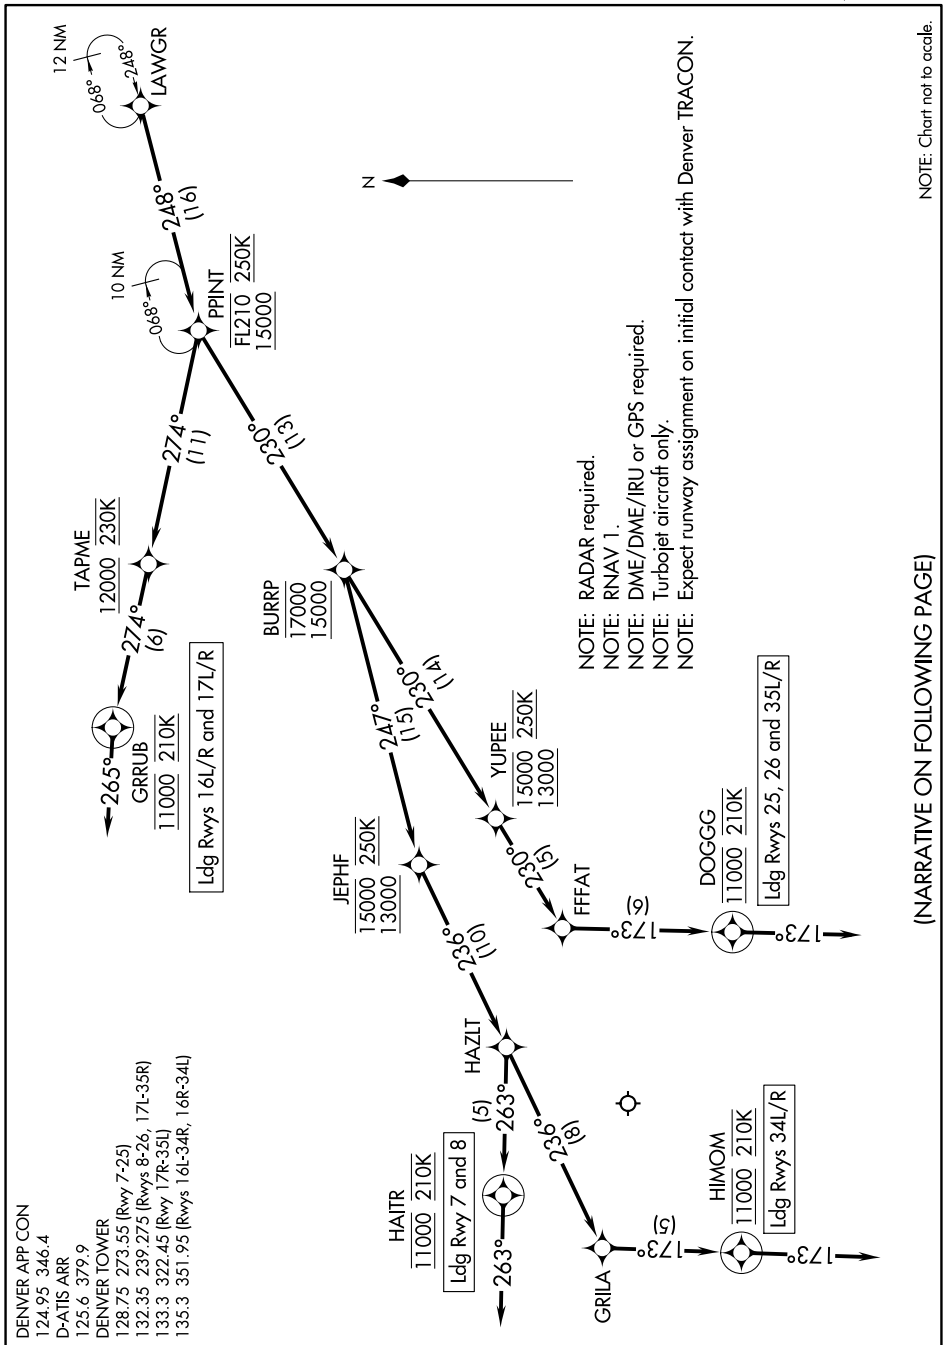 DENVER APP CON
124.95 346.4
D-ATIS ARR
125.6 379.9
DENVER TOWER
128.75 273.55 (Rwy 7-25)
132.35 239.275 (Rwys 8-26, 17L-35R)
133.3 322.45 (Rwy 17R-35L)
135.3 351.95 (Rwys 16L-34R, 16R-34L)
12 NM
068°
248°
LAWGR
248°
(16)
10 NM
068°
PPINT
FL210 250K
15000
274°
(11)
TAPME
12000 230K
274°
(6)
265°
GRRUB
11000 210K
Ldg Rwys 16L/R and 17L/R
230°
(13)
BURRP
17000
15000
247°
(15)
230°
(14)
JEPHF
15000 250K
13000
236°
(10)
YUPEE
15000 250K
13000
230°
(5)
FFFAT
173°
(6)
DOGGG
11000 210K
Ldg Rwys 25, 26 and 35L/R
173°
HAZLT
(5)
263°
HAITR
11000 210K
Ldg Rwy 7 and 8
263°
236°
(8)
GRILA
173°
(5)
HIMOM
11000 210K
Ldg Rwys 34L/R
173°
N
NOTE: RADAR required.
NOTE: RNAV 1.
NOTE: DME/DME/IRU or GPS required.
NOTE: Turbojet aircraft only.
NOTE: Expect runway assignment on initial contact with Denver TRACON.
(NARRATIVE ON FOLLOWING PAGE)
NOTE: Chart not to scale.